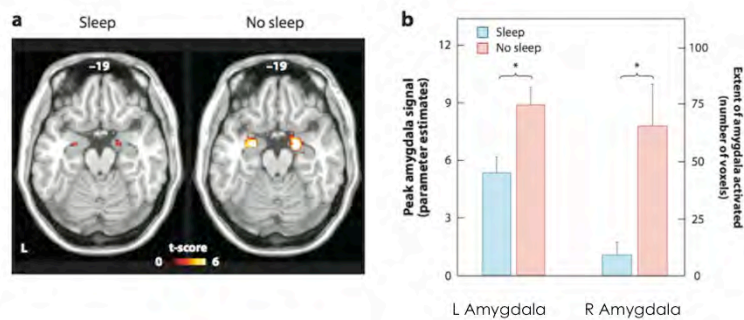 a
Sleep
No sleep
−19
−19
L
t-score
0
6
b
Sleep
No sleep
Peak amygdala signal
(parameter estimates)
12
9
6
3
0
*
*
100
75
50
25
0
Extent of amygdala activated
(number of voxels)
L Amygdala
R Amygdala